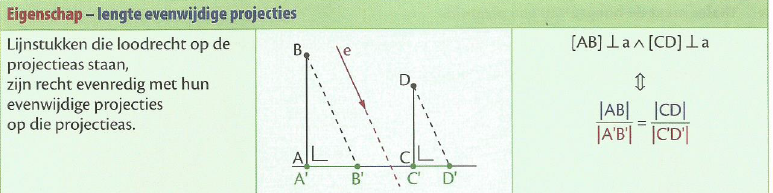 Eigenschap – lengte evenwijdige projecties
Lijnstukken die loodrecht op de
projectieas staan,
zijn recht evenredig met hun
evenwijdige projecties
op die projectieas.
B
e
D
A
C
A'
B'
C'
D'
[AB] ⊥ a ∧ [CD] ⊥ a
⇕
|AB| / |A'B'| = |CD| / |C'D'|